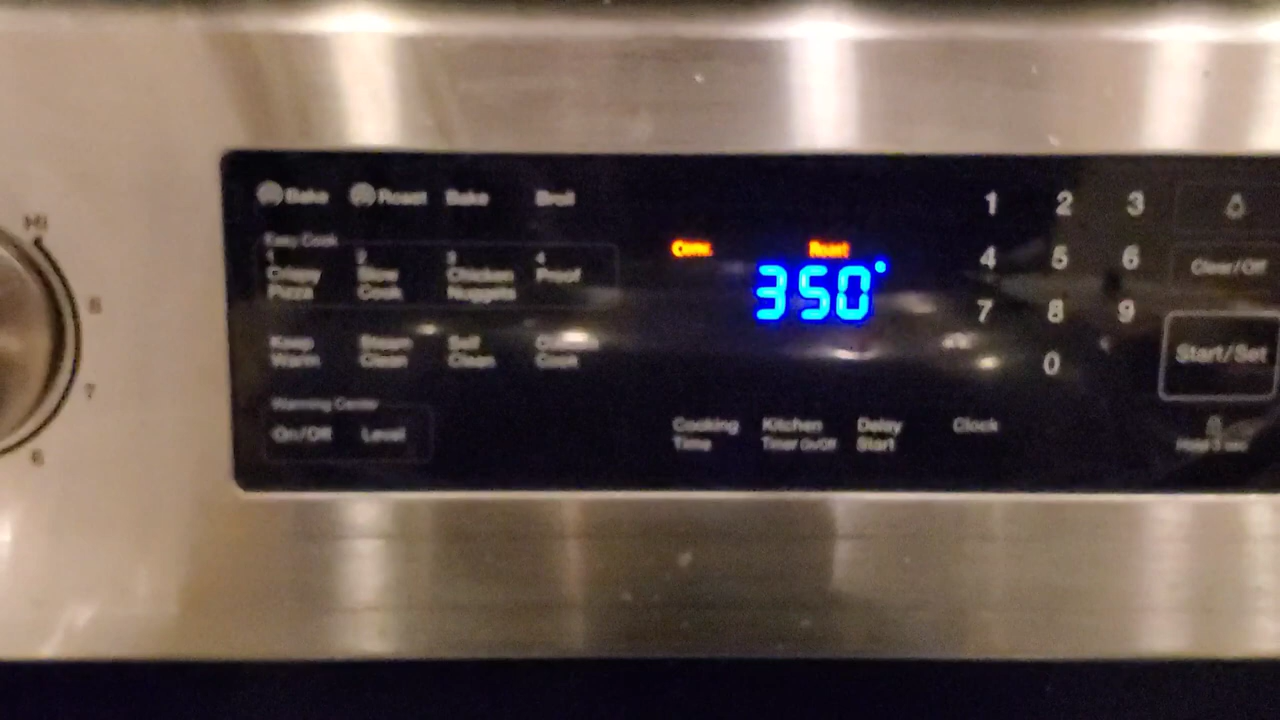 HI
8
7
6
Bake Roast Bake Broil
Easy Cook
1 2 3 4
Crispy Pizza
Slow Cook
Chicken Nuggets
Proof
Keep Warm
Steam Clean
Self Clean
Custom Cook
Warming Center
On/Off Level
Conv. Roast
350°
Cooking Time
Kitchen Timer On/Off
Delay Start
Clock
1 2 3
4 5 6
7 8 9
0
Clear/Off
Start/Set
Hold 3 sec